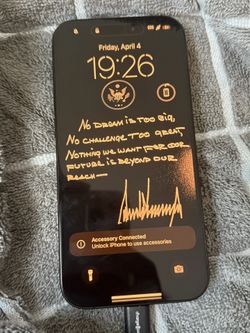 Friday, April 4
19:26
No Dream is too big,
No challenge too great,
Nothing we want for our
future is beyond our
reach—
Accessory Connected
Unlock iPhone to use accessories